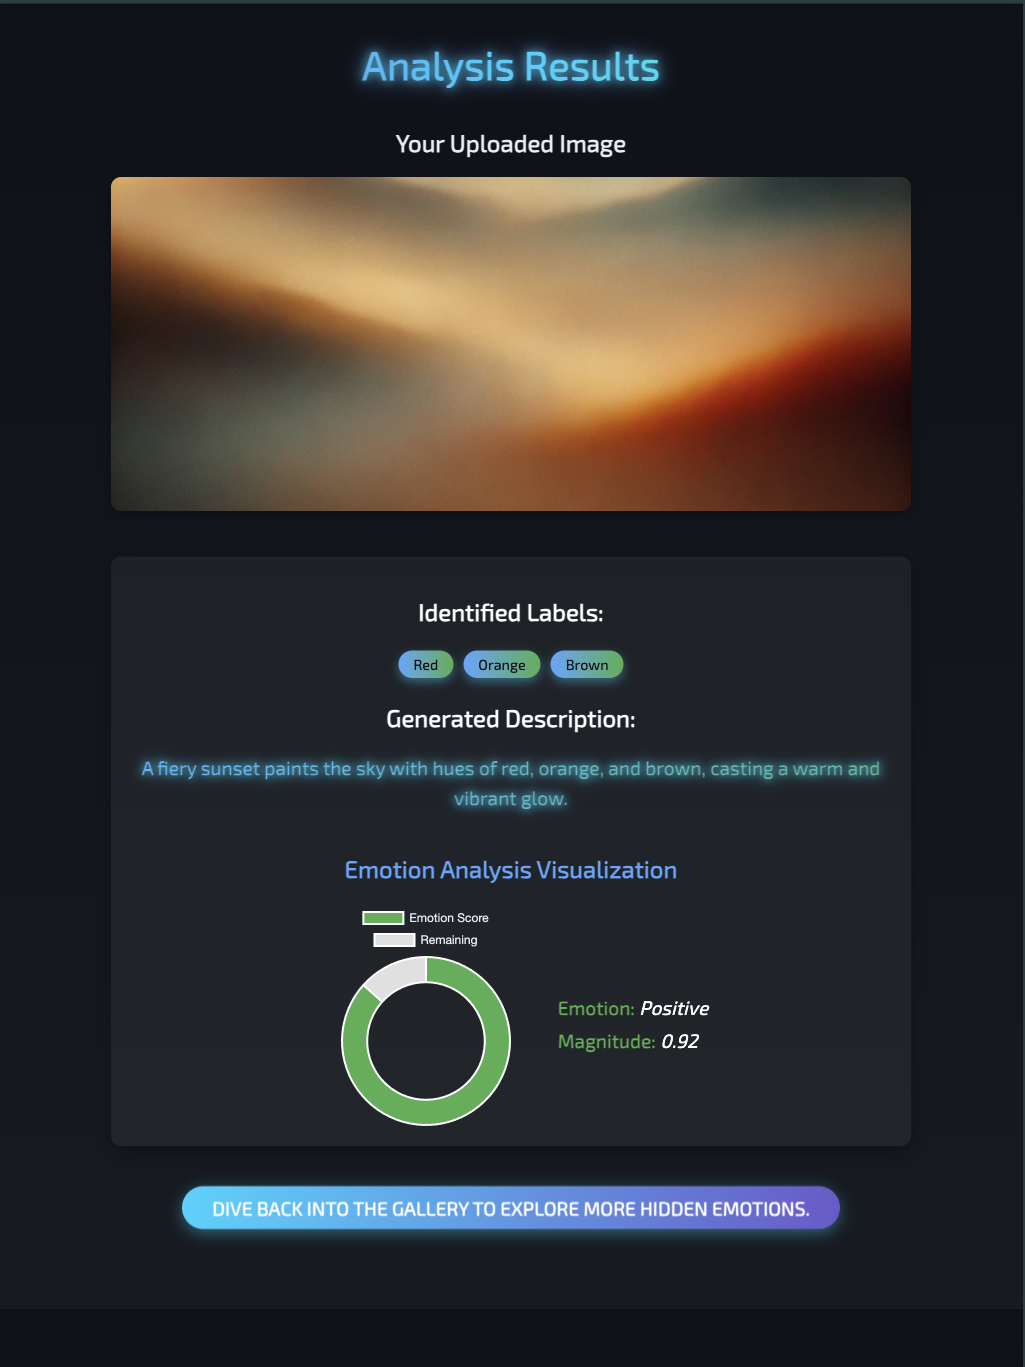 Analysis Results
Your Uploaded Image
Identified Labels:
Red Orange Brown
Generated Description:
A fiery sunset paints the sky with hues of red, orange, and brown, casting a warm and
vibrant glow.
Emotion Analysis Visualization
Emotion Score
Remaining
Emotion: Positive
Magnitude: 0.92
DIVE BACK INTO THE GALLERY TO EXPLORE MORE HIDDEN EMOTIONS.